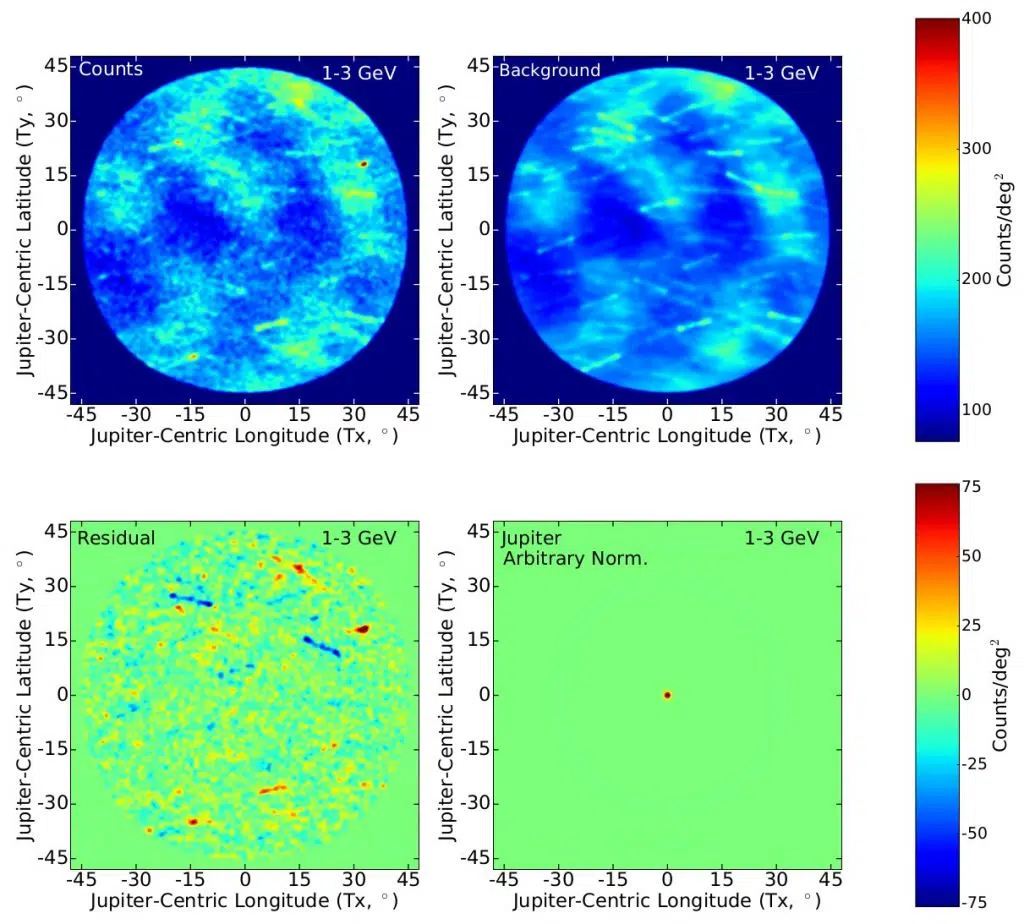 Counts
1-3 GeV
45
30
15
0
-15
-30
-45
-45 -30 -15 0 15 30 45
Jupiter-Centric Longitude (Tx, °)
Jupiter-Centric Latitude (Ty, °)
Background
1-3 GeV
45
30
15
0
-15
-30
-45
-45 -30 -15 0 15 30 45
Jupiter-Centric Longitude (Tx, °)
Jupiter-Centric Latitude (Ty, °)
400
300
200
100
Counts/deg²
Residual
1-3 GeV
45
30
15
0
-15
-30
-45
-45 -30 -15 0 15 30 45
Jupiter-Centric Longitude (Tx, °)
Jupiter-Centric Latitude (Ty, °)
Jupiter
1-3 GeV
Arbitrary Norm.
45
30
15
0
-15
-30
-45
-45 -30 -15 0 15 30 45
Jupiter-Centric Longitude (Tx, °)
Jupiter-Centric Latitude (Ty, °)
75
50
25
0
-25
-50
-75
Counts/deg²